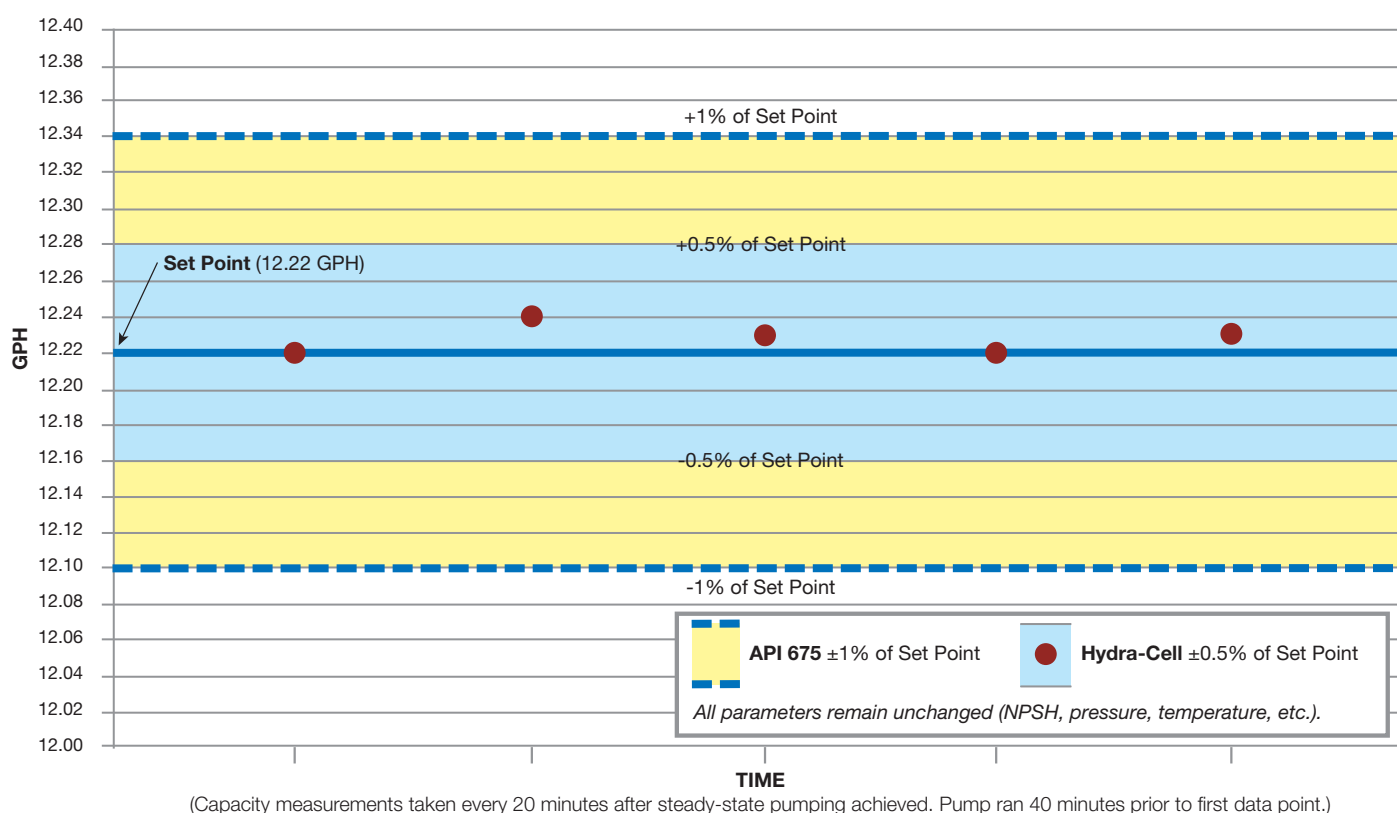 12.40
12.38
12.36
+1% of Set Point
12.34
12.32
12.30
12.28
+0.5% of Set Point
Set Point (12.22 GPH)
12.26
12.24
GPH
12.22
12.20
12.18
12.16
-0.5% of Set Point
12.14
12.12
12.10
-1% of Set Point
12.08
12.06
12.04
12.02
12.00
API 675 ±1% of Set Point
Hydra-Cell ±0.5% of Set Point
All parameters remain unchanged (NPSH, pressure, temperature, etc.).
TIME
(Capacity measurements taken every 20 minutes after steady-state pumping achieved. Pump ran 40 minutes prior to first data point.)